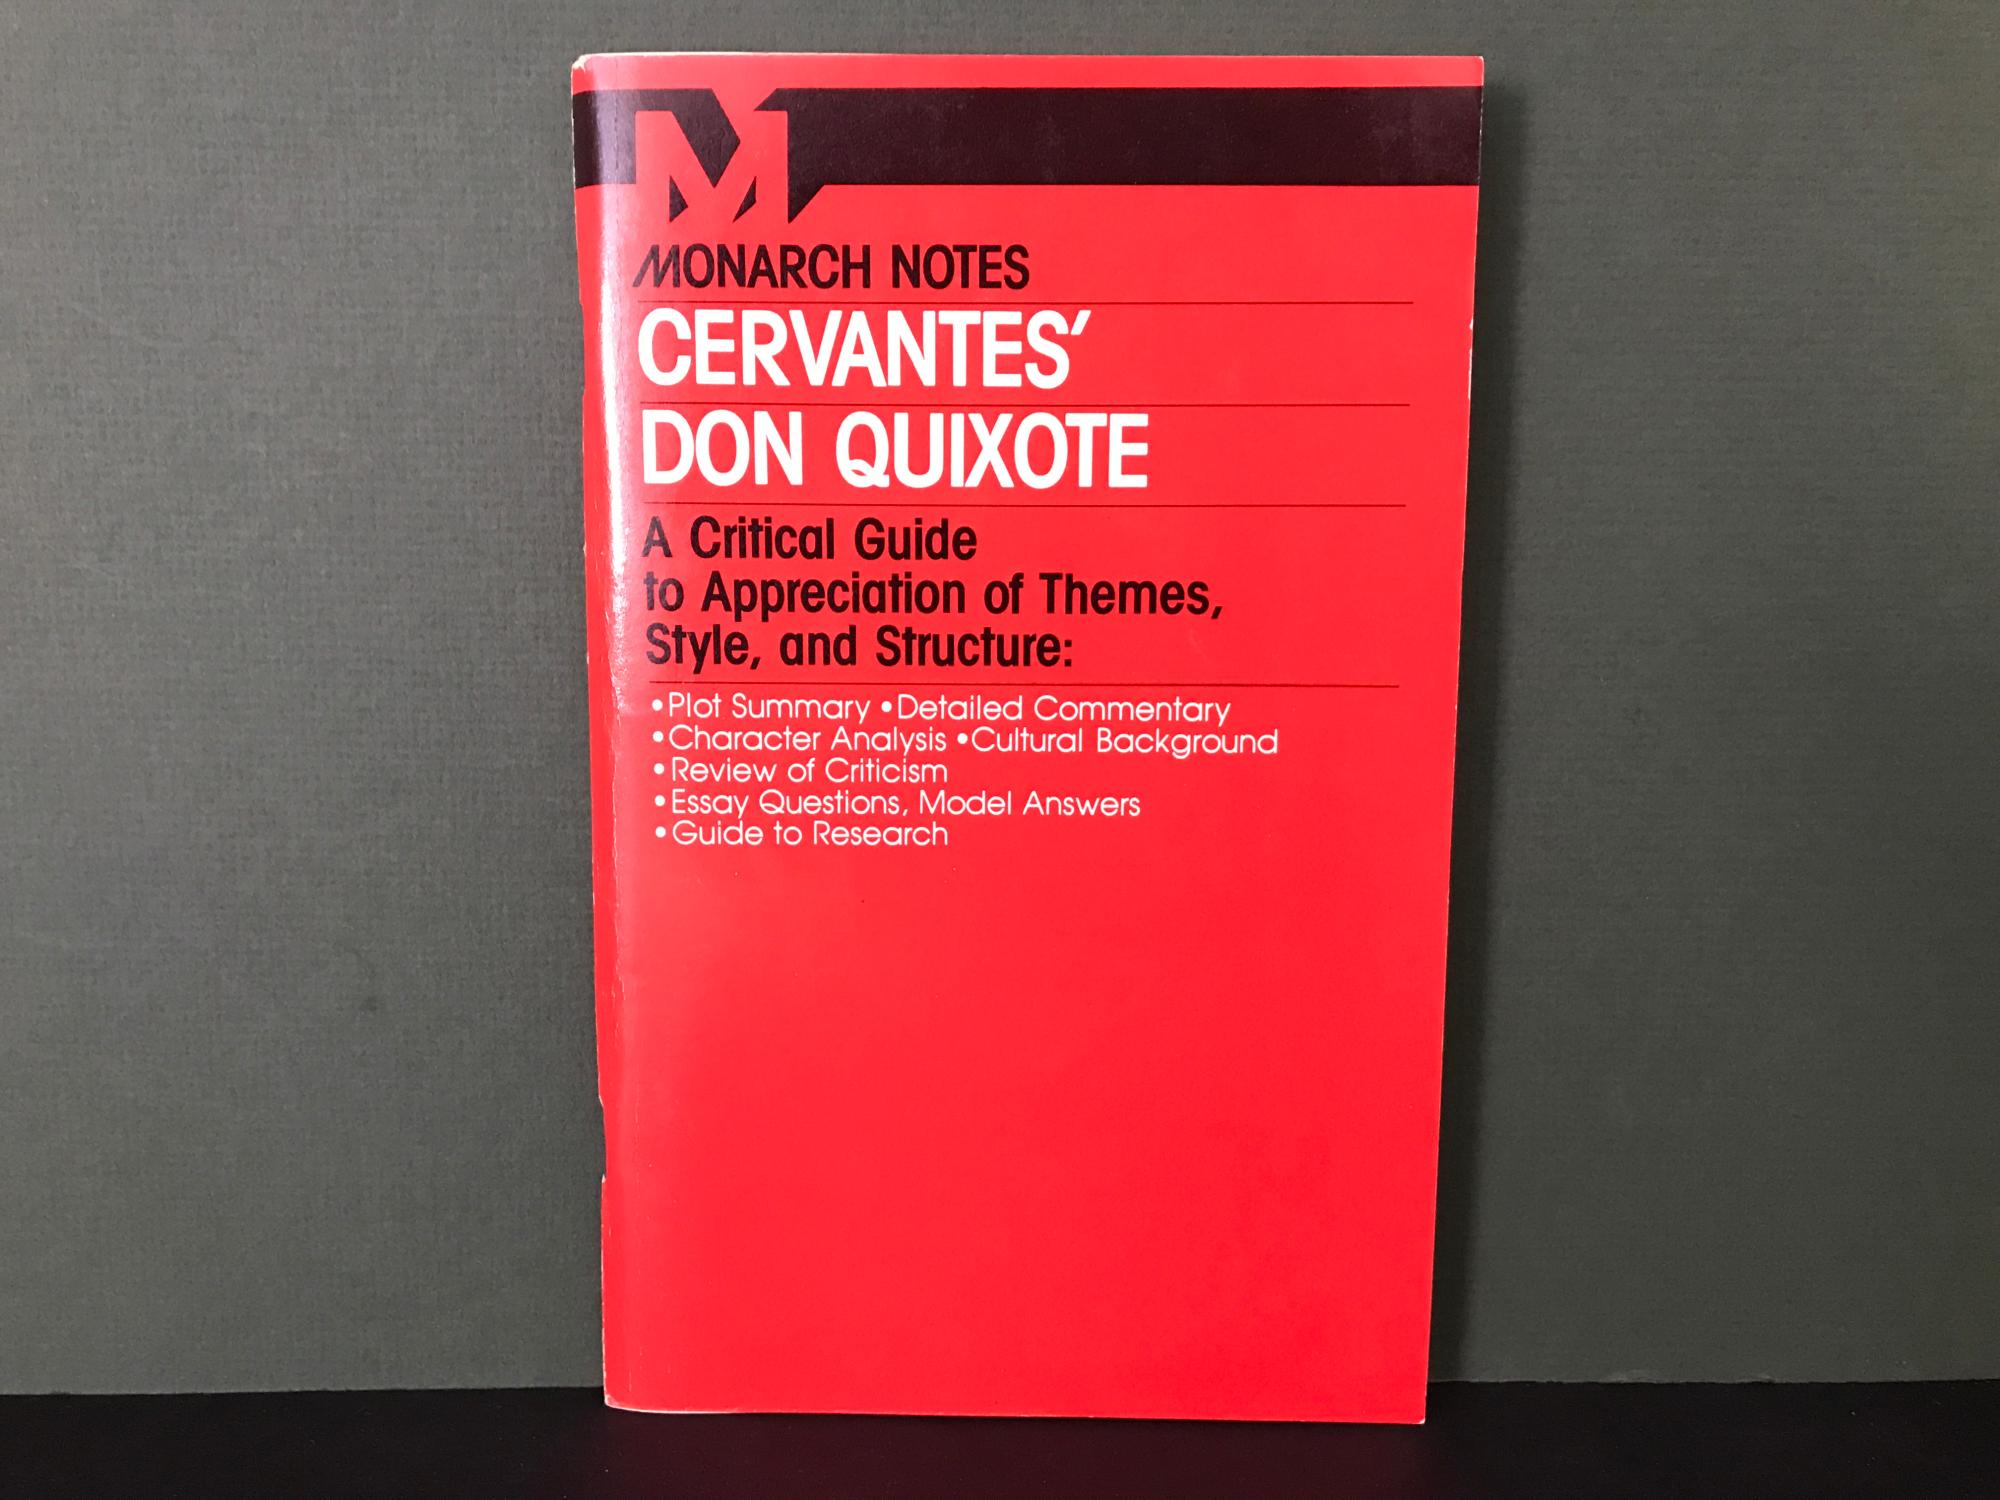 M
MONARCH NOTES
CERVANTES'
DON QUIXOTE
A Critical Guide
to Appreciation of Themes,
Style, and Structure:
•Plot Summary •Detailed Commentary
•Character Analysis •Cultural Background
•Review of Criticism
•Essay Questions, Model Answers
•Guide to Research